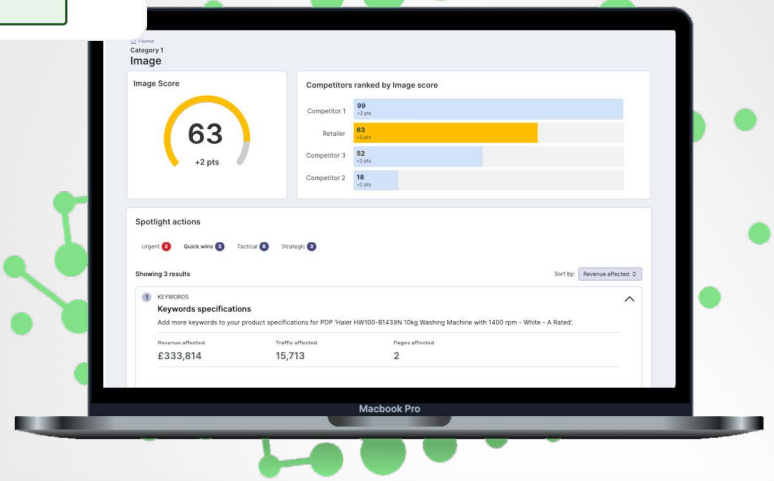 Home
Category 1
Image
Image Score
63
+2 pts
Competitors ranked by Image score
Competitor 1
99
+2 pts
Retailer
63
+2 pts
Competitor 3
52
+2 pts
Competitor 2
18
+2 pts
Spotlight actions
Urgent 2 Quick wins 3 Tactical 6 Strategic 3
Showing 3 results
Sort by: Revenue affected
1 KEYWORDS
Keywords specifications
Add more keywords to your product specifications for PDP 'Haier HW100-B1439N 10kg Washing Machine with 1400 rpm - White - A Rated'.
Revenue affected Traffic affected Pages affected
£333,814 15,713 2
Macbook Pro